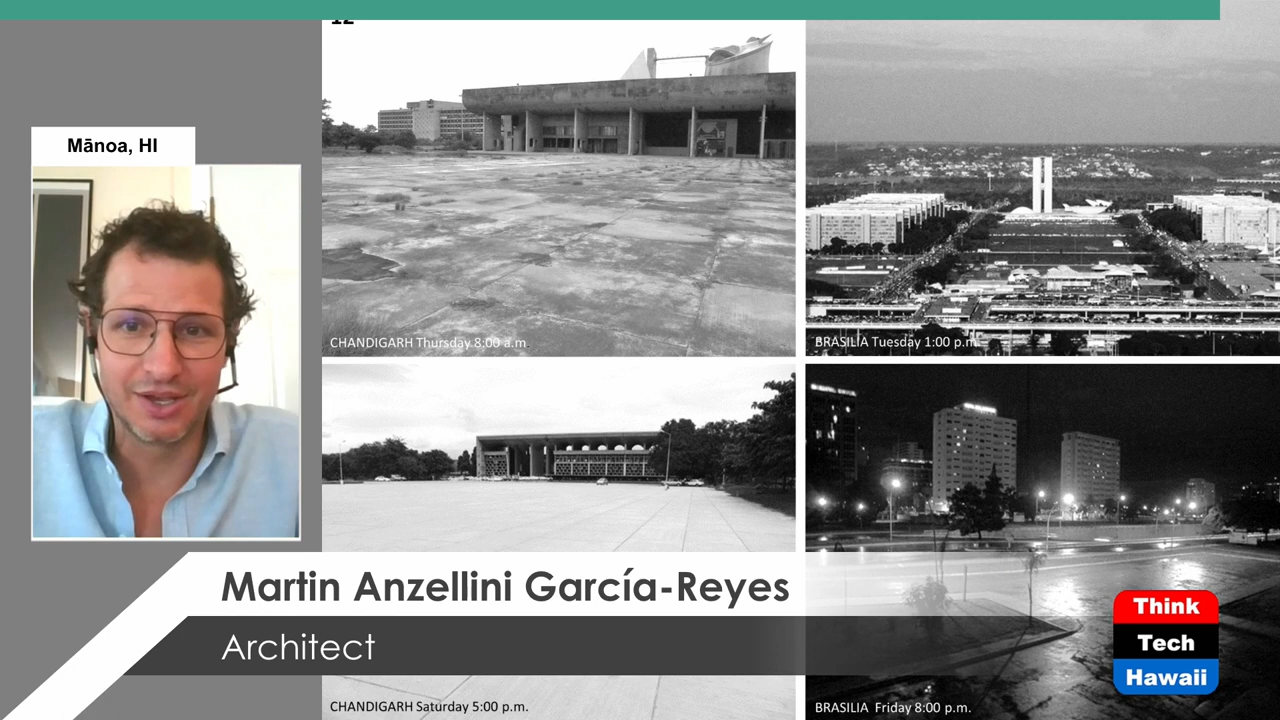 12
Mānoa, HI
CHANDIGARH Thursday 8:00 a.m.
BRASILIA Tuesday 1:00 p.m.
Martin Anzellini García-Reyes
Architect
Think
Tech
Hawaii
CHANDIGARH Saturday 5:00 p.m.
BRASILIA Friday 8:00 p.m.